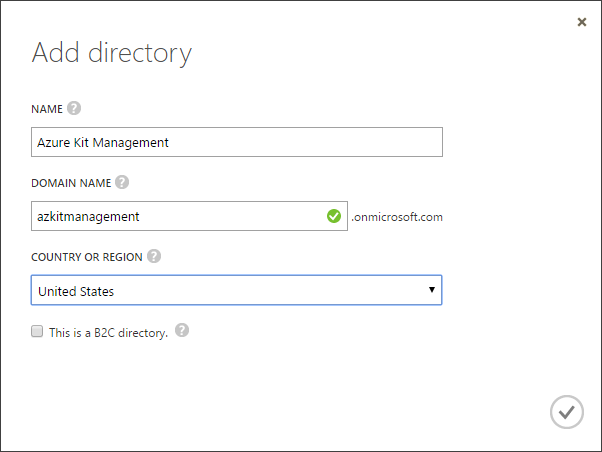 Add directory
NAME ?
Azure Kit Management
DOMAIN NAME ?
azkitmanagement .onmicrosoft.com
COUNTRY OR REGION ?
United States
This is a B2C directory. ?